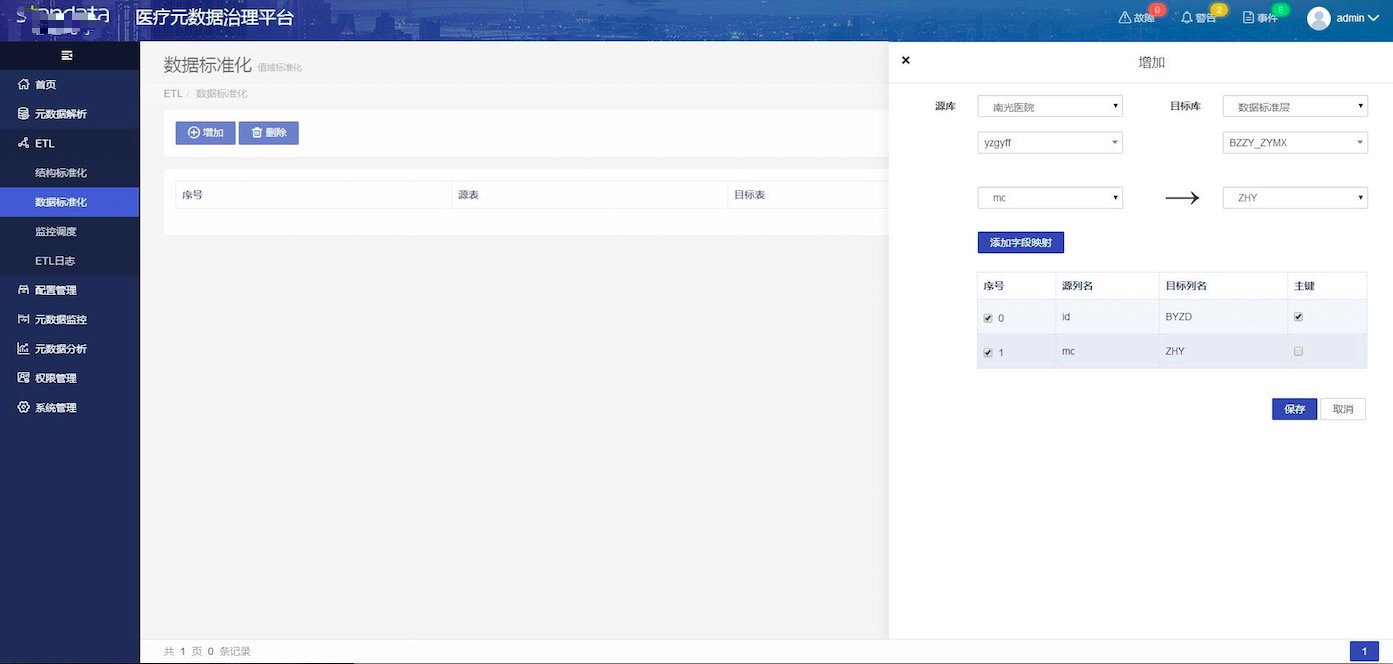 医疗元数据治理平台
故障 0 警告 2 事件 8 admin
首页
元数据解析
ETL
结构标准化
数据标准化
监控调度
ETL日志
配置管理
元数据监控
元数据分析
权限管理
系统管理
数据标准化 值域标准化
ETL / 数据标准化
增加 删除
序号 源表 目标表
共 1 页 0 条记录
× 增加
源库 南光医院 目标库 数据标准层
yzgyff BZZY_ZYMX
mc ZHY
添加字段映射
序号 源列名 目标列名 主键
0 id BYZD
1 mc ZHY
保存 取消
1